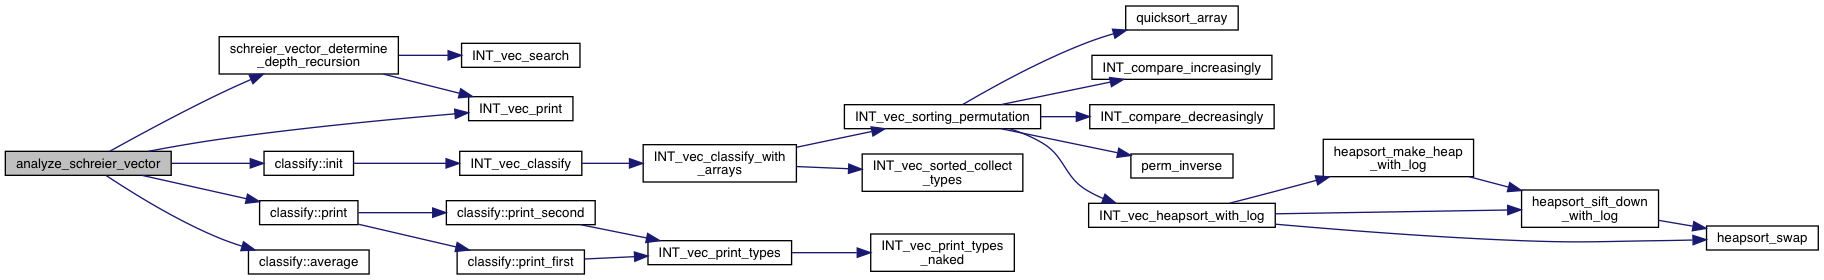 analyze_schreier_vector
schreier_vector_determine
_depth_recursion
INT_vec_search
INT_vec_print
classify::init
INT_vec_classify
INT_vec_classify_with
_arrays
INT_vec_sorting_permutation
quicksort_array
INT_compare_increasingly
INT_compare_decreasingly
perm_inverse
INT_vec_heapsort_with_log
heapsort_make_heap
_with_log
heapsort_sift_down
_with_log
heapsort_swap
INT_vec_sorted_collect
_types
classify::print
classify::print_second
classify::print_first
INT_vec_print_types
INT_vec_print_types
_naked
classify::average